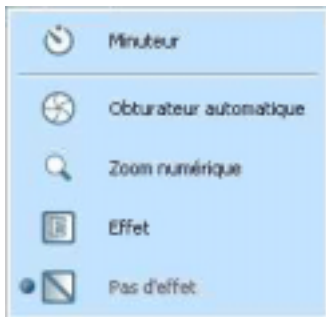 Minuteur
Obturateur automatique
Zoom numérique
Effet
Pas d'effet